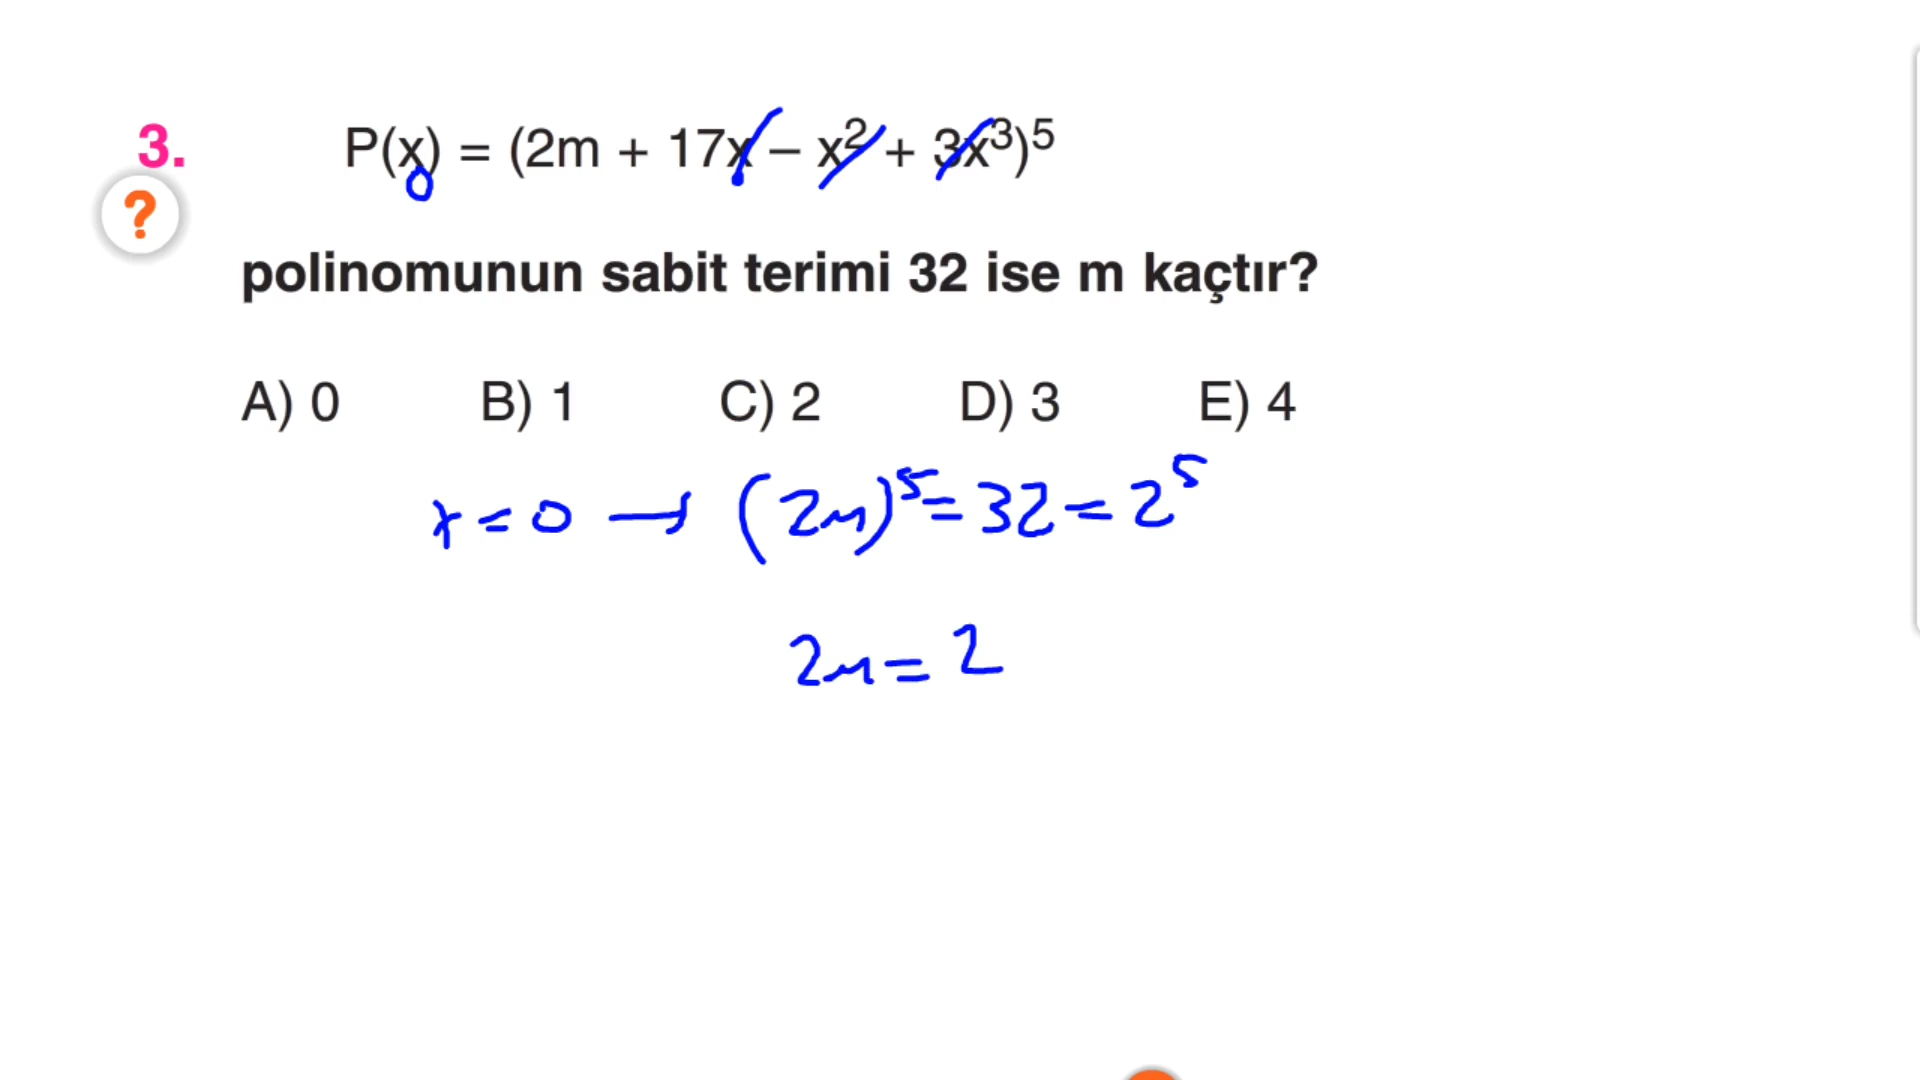 3. P(x) = (2m + 17x – x² + 3x³)⁵
0
?
polinomunun sabit terimi 32 ise m kaçtır?
A) 0 B) 1 C) 2 D) 3 E) 4
x = 0 → (2m)⁵ = 32 = 2⁵
2m = 2